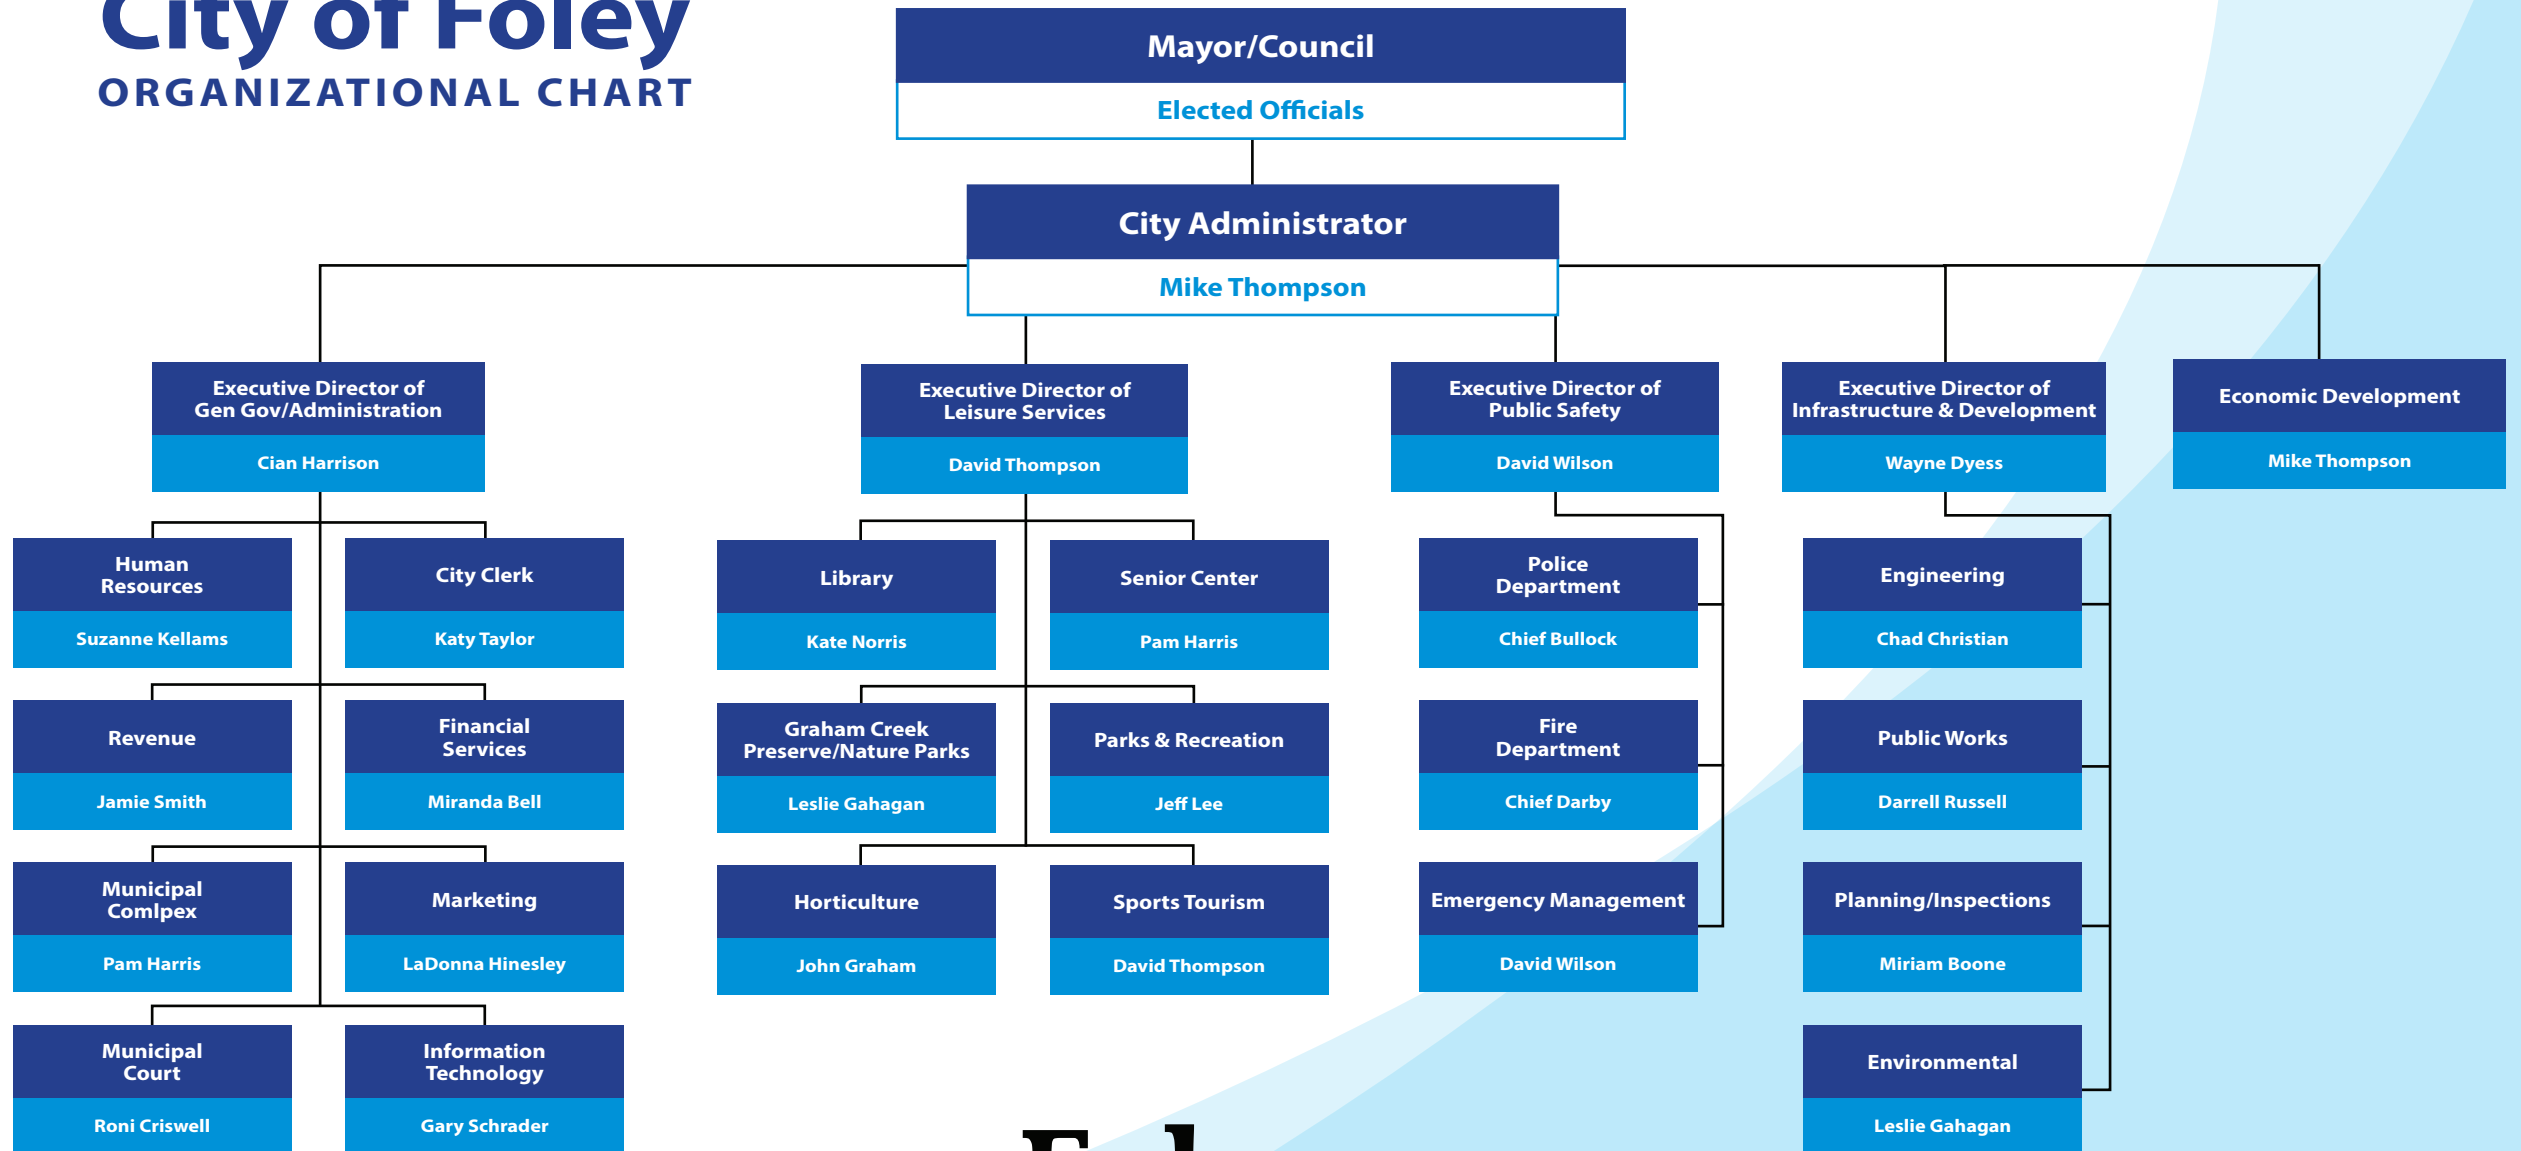 City of Foley
ORGANIZATIONAL CHART
Mayor/Council
Elected Officials
City Administrator
Mike Thompson
Executive Director of
Gen Gov/Administration
Cian Harrison
Executive Director of
Leisure Services
David Thompson
Executive Director of
Public Safety
David Wilson
Executive Director of
Infrastructure & Development
Wayne Dyess
Economic Development
Mike Thompson
Human
Resources
Suzanne Kellams
City Clerk
Katy Taylor
Revenue
Jamie Smith
Financial
Services
Miranda Bell
Municipal
Comlpex
Pam Harris
Marketing
LaDonna Hinesley
Municipal
Court
Roni Criswell
Information
Technology
Gary Schrader
Library
Kate Norris
Senior Center
Pam Harris
Graham Creek
Preserve/Nature Parks
Leslie Gahagan
Parks & Recreation
Jeff Lee
Horticulture
John Graham
Sports Tourism
David Thompson
Police
Department
Chief Bullock
Fire
Department
Chief Darby
Emergency Management
David Wilson
Engineering
Chad Christian
Public Works
Darrell Russell
Planning/Inspections
Miriam Boone
Environmental
Leslie Gahagan